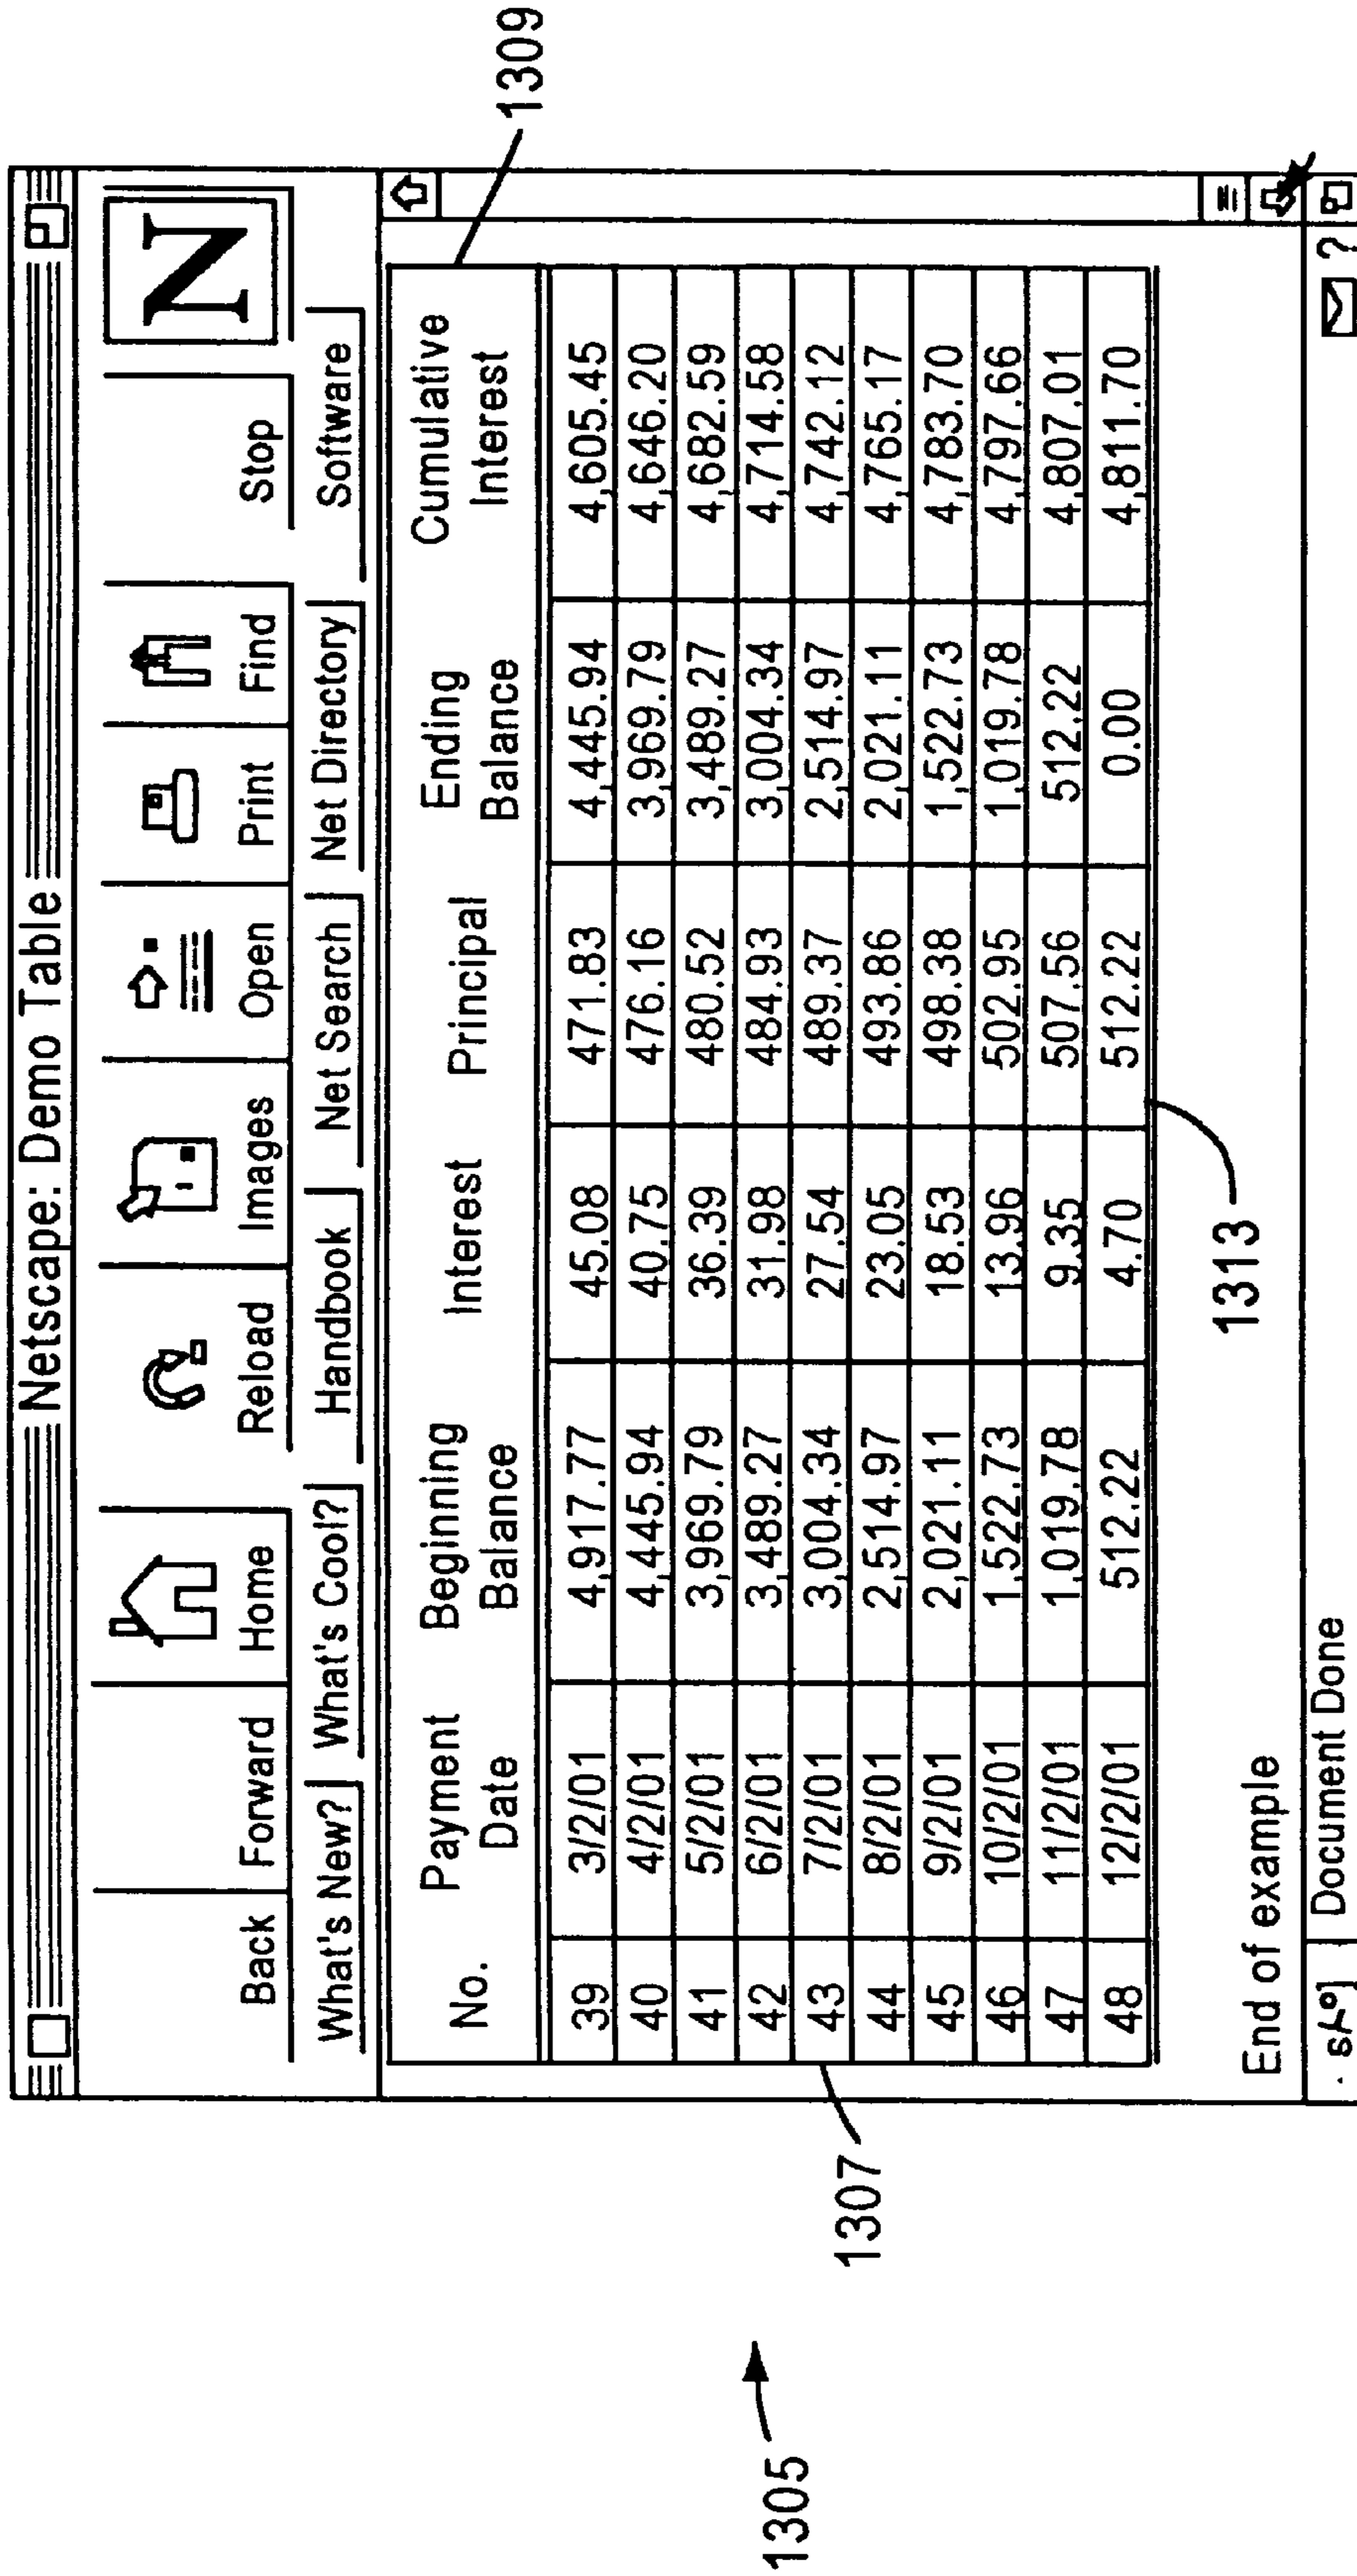 Netscape: Demo Table
Back Forward Home Reload Images Open Print Find Stop N
What's New? What's Cool? Handbook Net Search Net Directory Software
No. Payment Date Beginning Balance Interest Principal Ending Balance Cumulative Interest
39 3/2/01 4,917.77 45.08 471.83 4,445.94 4,605.45
40 4/2/01 4,445.94 40.75 476.16 3,969.79 4,646.20
41 5/2/01 3,969.79 36.39 480.52 3,489.27 4,682.59
42 6/2/01 3,489.27 31.98 484.93 3,004.34 4,714.58
43 7/2/01 3,004.34 27.54 489.37 2,514.97 4,742.12
44 8/2/01 2,514.97 23.05 493.86 2,021.11 4,765.17
45 9/2/01 2,021.11 18.53 498.38 1,522.73 4,783.70
46 10/2/01 1,522.73 13.96 502.95 1,019.78 4,797.66
47 11/2/01 1,019.78 9.35 507.56 512.22 4,807.01
48 12/2/01 512.22 4.70 512.22 0.00 4,811.70
End of example
Document Done ?
1305
1307
1309
1313